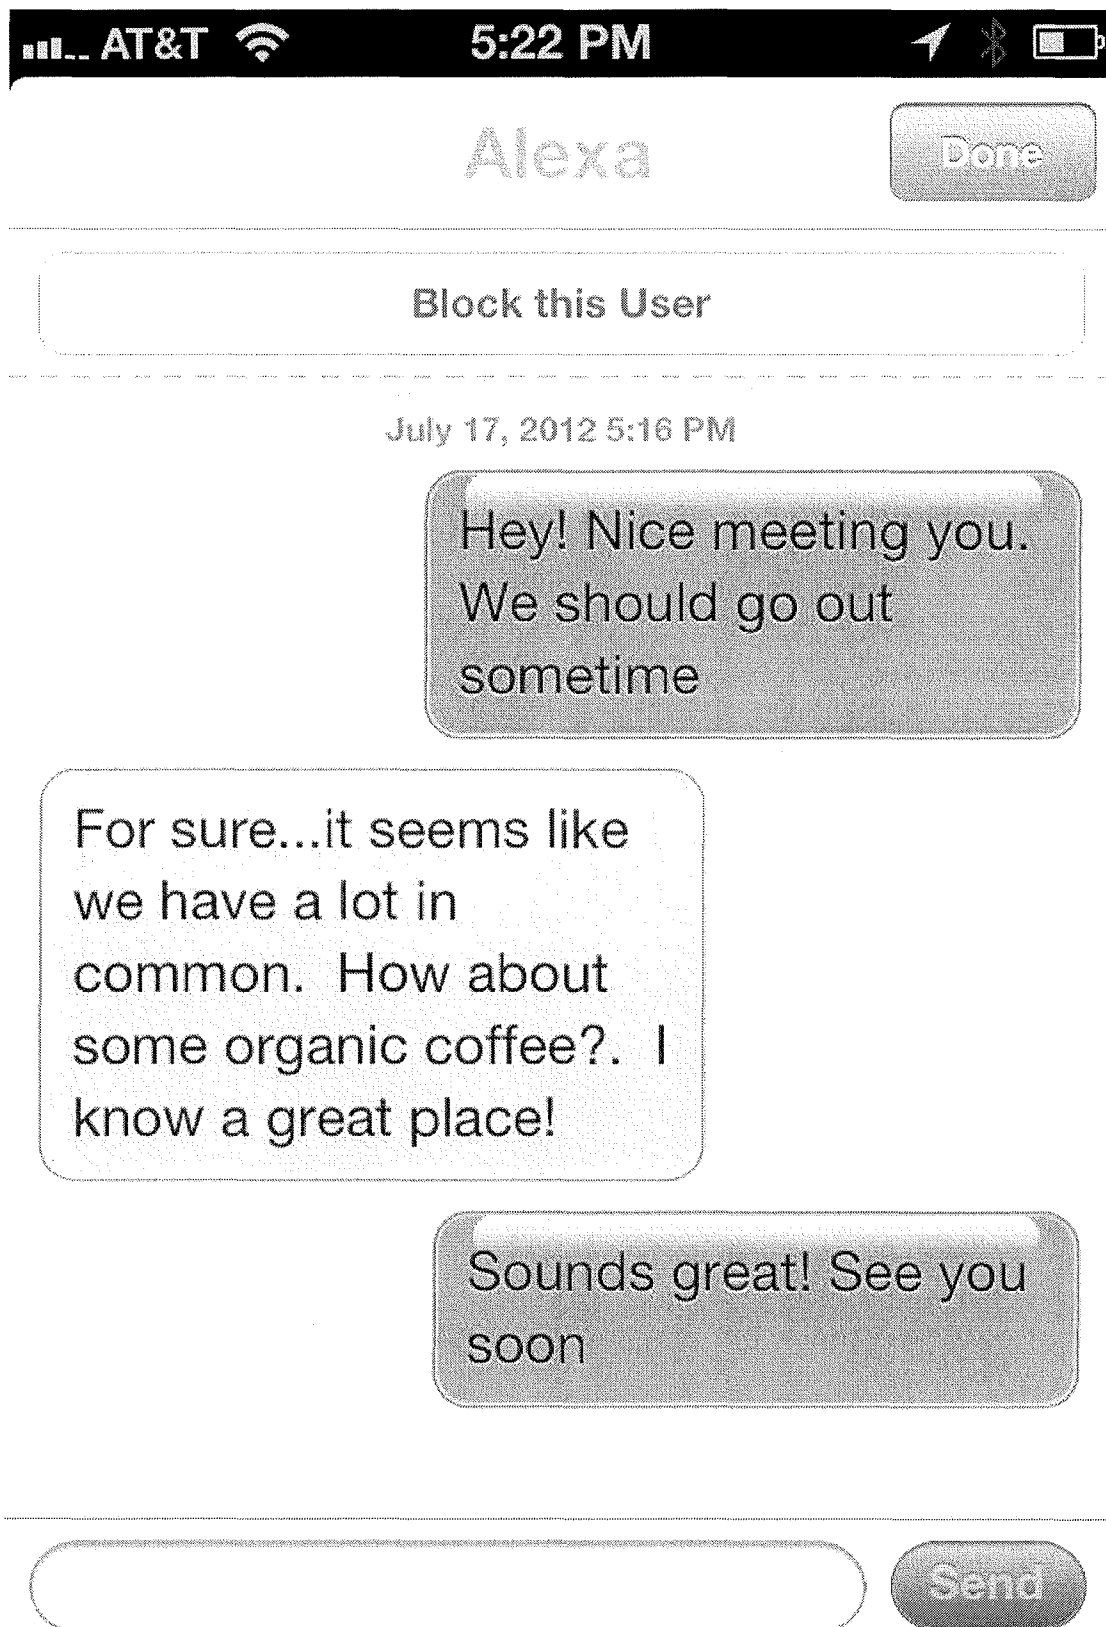 AT&T 5:22 PM
Alexa Done
Block this User
July 17, 2012 5:16 PM
Hey! Nice meeting you.
We should go out
sometime
For sure...it seems like
we have a lot in
common.  How about
some organic coffee?.  I
know a great place!
Sounds great! See you
soon
Send